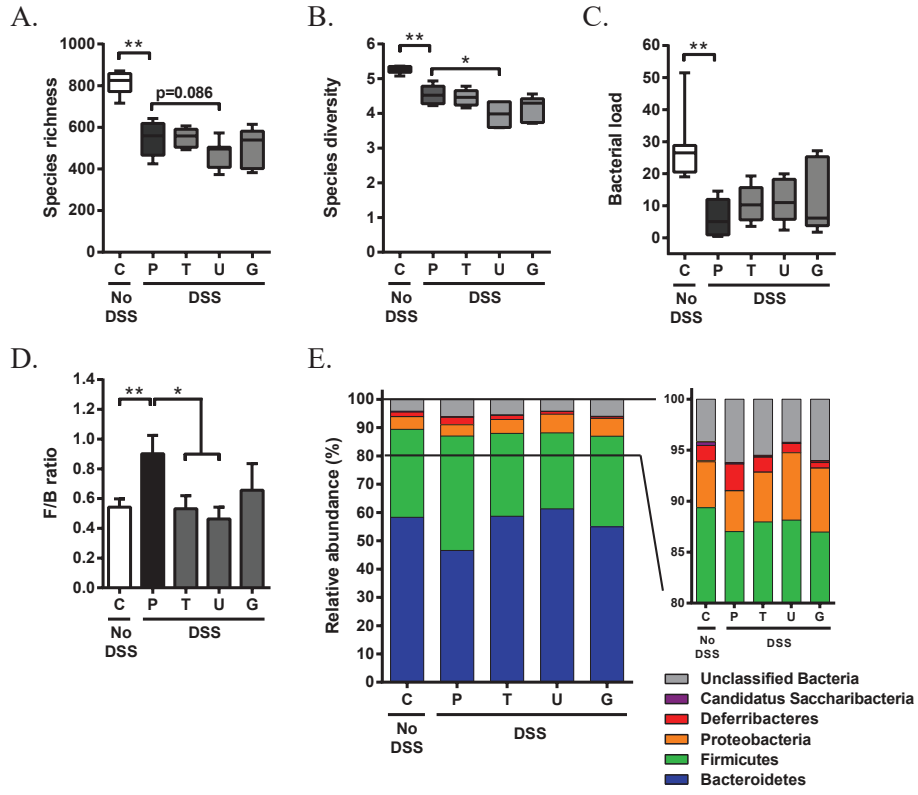 A.
Species richness
1000
800
600
400
200
0
**
p=0.086
C P T U G
No DSS
DSS
B.
Species diversity
6
5
4
3
2
1
0
**
*
C P T U G
No DSS
DSS
C.
Bacterial load
60
50
40
30
20
10
0
**
C P T U G
No DSS
DSS
D.
F/B ratio
1.4
1.2
1.0
0.8
0.6
0.4
0.2
0.0
**
*
C P T U G
No DSS
DSS
E.
Relative abundance (%)
100
90
80
70
60
50
40
30
20
10
0
C P T U G
No DSS
DSS
100
95
90
85
80
C P T U G
No DSS
DSS
Unclassified Bacteria
Candidatus Saccharibacteria
Deferribacteres
Proteobacteria
Firmicutes
Bacteroidetes